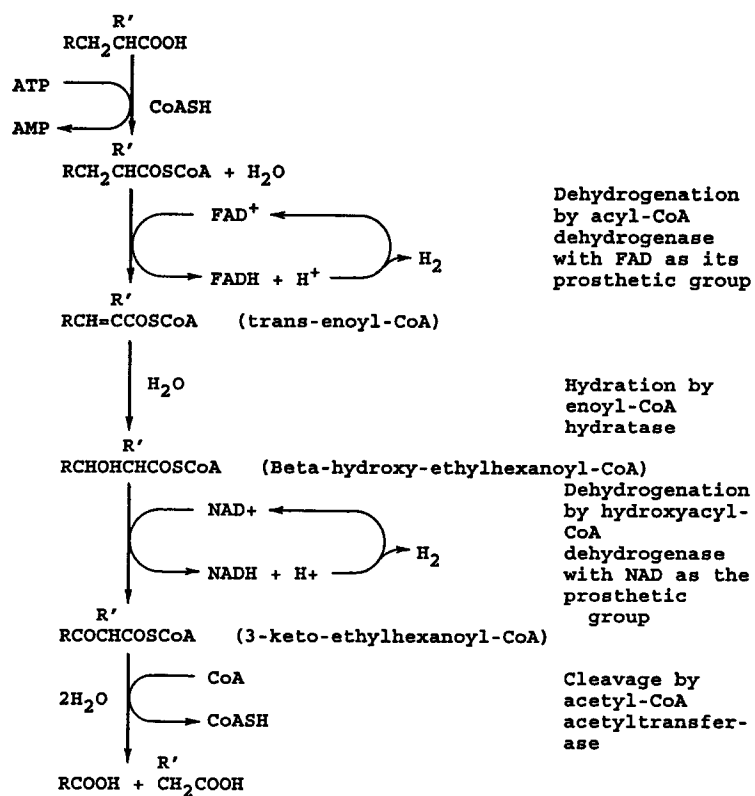 R'
RCH₂CHCOOH
ATP
CoASH
AMP
R'
RCH₂CHCOSCoA + H₂O
FAD⁺
H₂
FADH + H⁺
Dehydrogenation
by acyl-CoA
dehydrogenase
with FAD as its
prosthetic group
R'
RCH=CCOSCoA (trans-enoyl-CoA)
H₂O
Hydration by
enoyl-CoA
hydratase
R'
RCHOHCHCOSCoA (Beta-hydroxy-ethylhexanoyl-CoA)
NAD+
H₂
NADH + H+
Dehydrogenation
by hydroxyacyl-
CoA
dehydrogenase
with NAD as the
prosthetic
group
R'
RCOCHCOSCoA (3-keto-ethylhexanoyl-CoA)
CoA
2H₂O
CoASH
Cleavage by
acetyl-CoA
acetyltransfer-
ase
R'
RCOOH + CH₂COOH